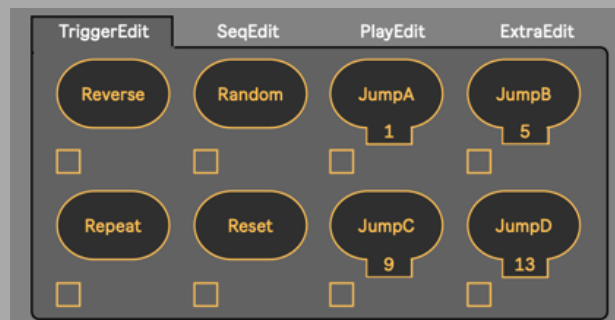 TriggerEdit SeqEdit PlayEdit ExtraEdit
Reverse Random JumpA JumpB
1 5
Repeat Reset JumpC JumpD
9 13